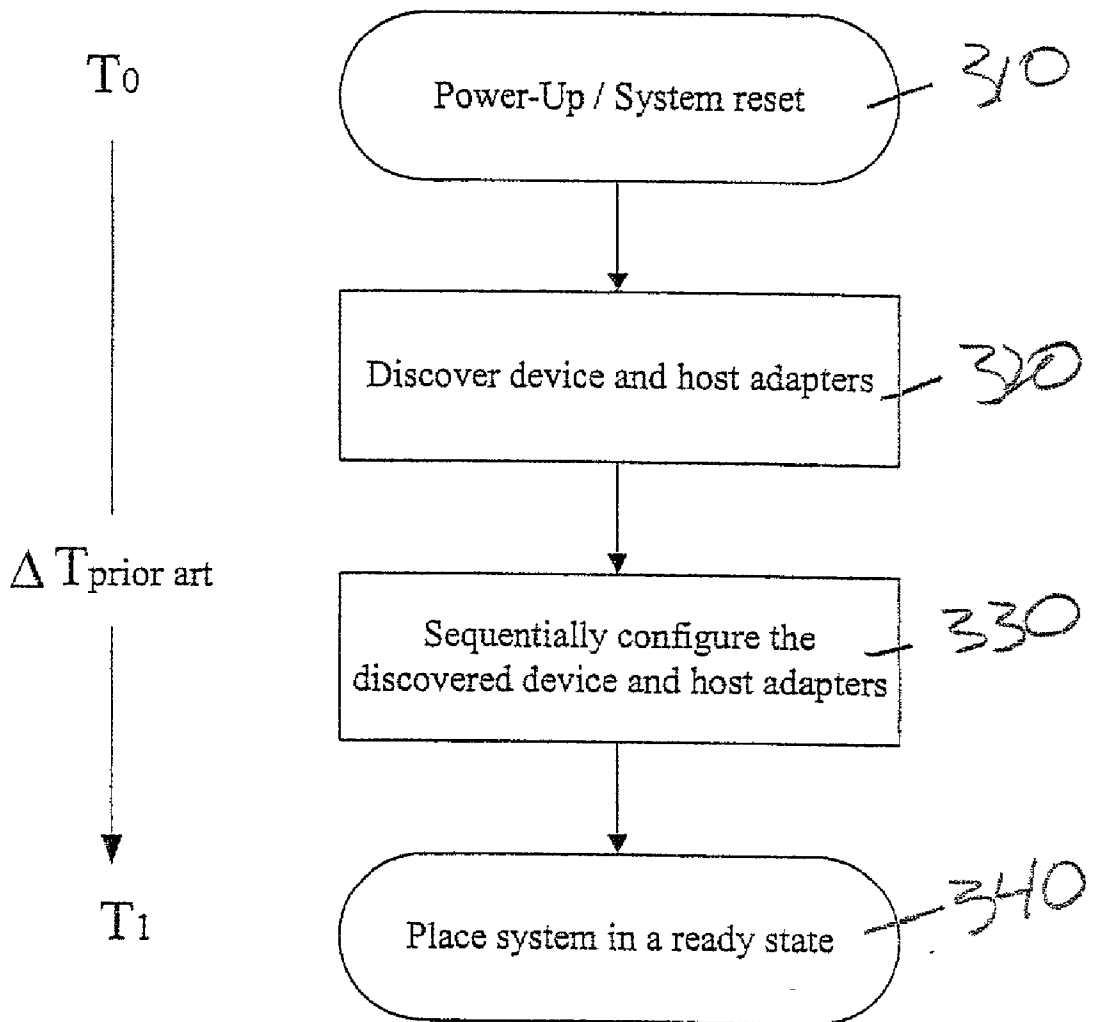 T0
Power-Up / System reset
310
Discover device and host adapters
320
Δ Tprior art
Sequentially configure the
discovered device and host adapters
330
T1
Place system in a ready state
340